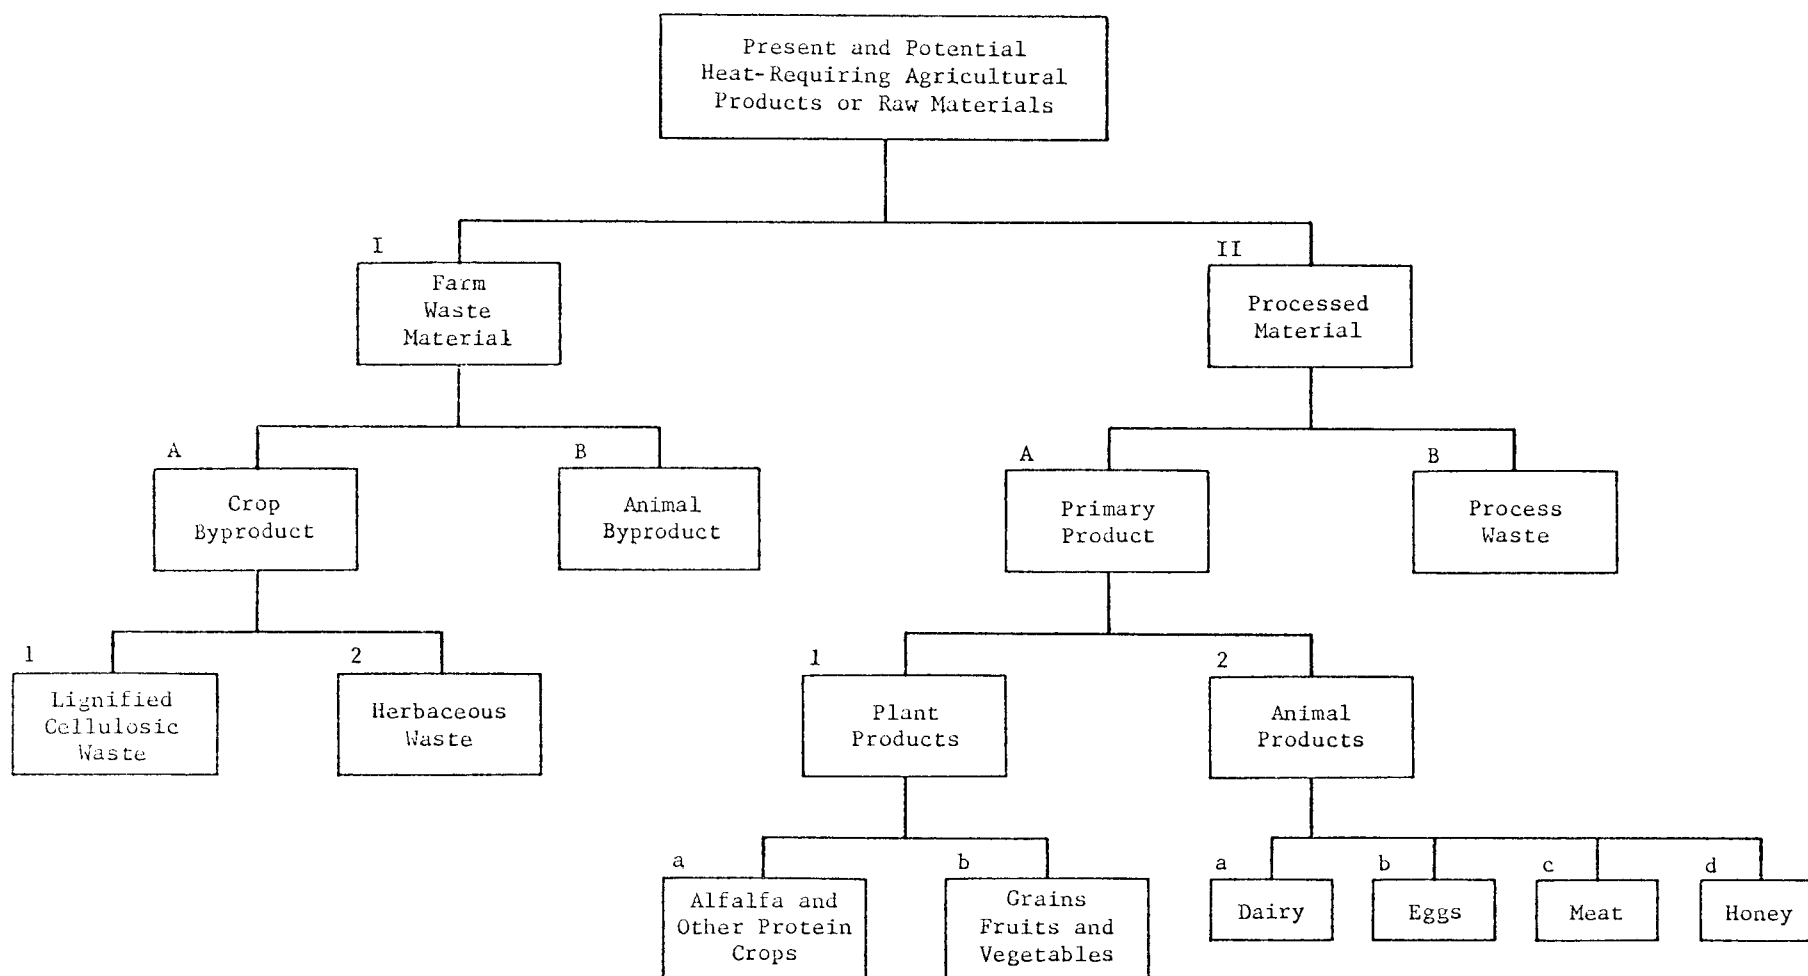 Present and Potential
Heat-Requiring Agricultural
Products or Raw Materials
I
Farm
Waste
Material
II
Processed
Material
A
Crop
Byproduct
B
Animal
Byproduct
A
Primary
Product
B
Process
Waste
1
Lignified
Cellulosic
Waste
2
Herbaceous
Waste
1
Plant
Products
2
Animal
Products
a
Alfalfa and
Other Protein
Crops
b
Grains
Fruits and
Vegetables
a
Dairy
b
Eggs
c
Meat
d
Honey